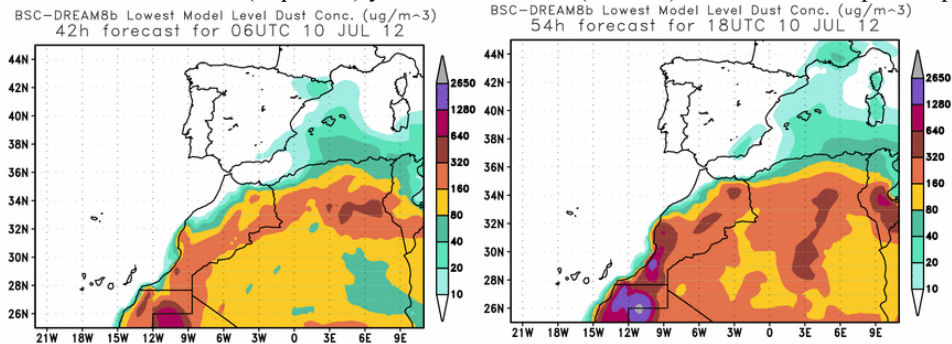 BSC-DREAM8b Lowest Model Level Dust Conc. (ug/m^3)
42h forecast for 06UTC 10 JUL 12
44N
42N
40N
38N
36N
34N
32N
30N
28N
26N
21W 18W 15W 12W 9W 6W 3W 0 3E 6E 9E
2650
1280
640
320
160
80
40
20
10
BSC-DREAM8b Lowest Model Level Dust Conc. (ug/m^3)
54h forecast for 18UTC 10 JUL 12
44N
42N
40N
38N
36N
34N
32N
30N
28N
26N
21W 18W 15W 12W 9W 6W 3W 0 3E 6E 9E
2650
1280
640
320
160
80
40
20
10